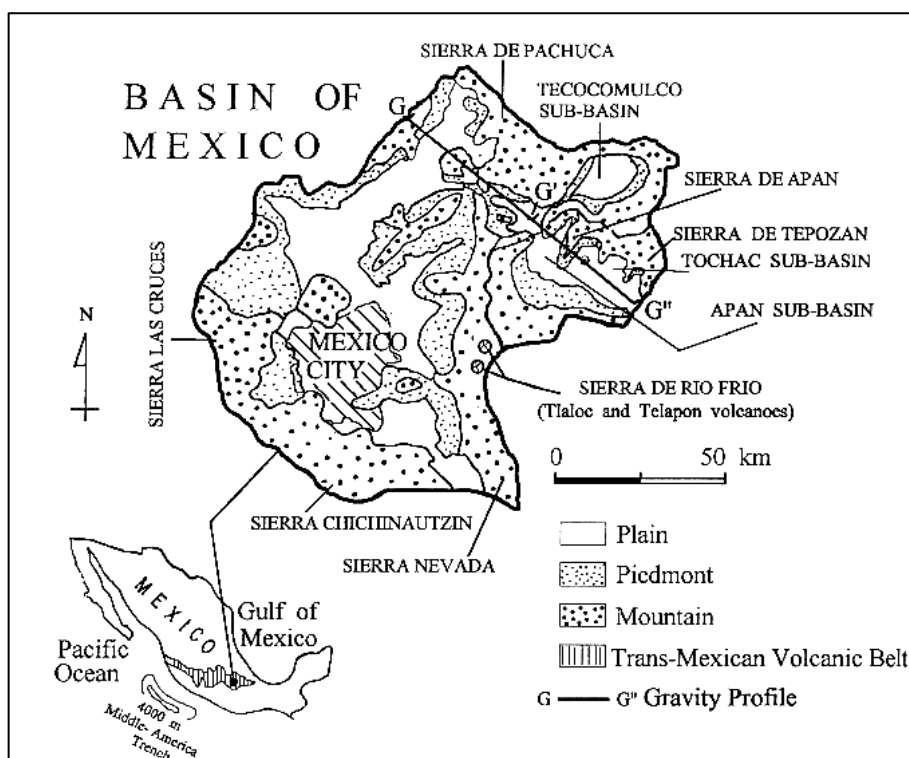 SIERRA DE PACHUCA
BASIN OF
MEXICO
TECOCOMULCO
SUB-BASIN
G
G'
SIERRA DE APAN
SIERRA DE TEPOZAN
TOCHAC SUB-BASIN
G"
APAN SUB-BASIN
N
SIERRA LAS CRUCES
MEXICO
CITY
SIERRA DE RIO FRIO
(Tlaloc and Telapon volcanocs)
0 50 km
SIERRA CHICHINAUTZIN
SIERRA NEVADA
Plain
Piedmont
Mountain
Trans-Mexican Volcanic Belt
G G" Gravity Profile
MEXICO
Gulf of
Mexico
Pacific
Ocean
4000 m
Middle-America
Trench